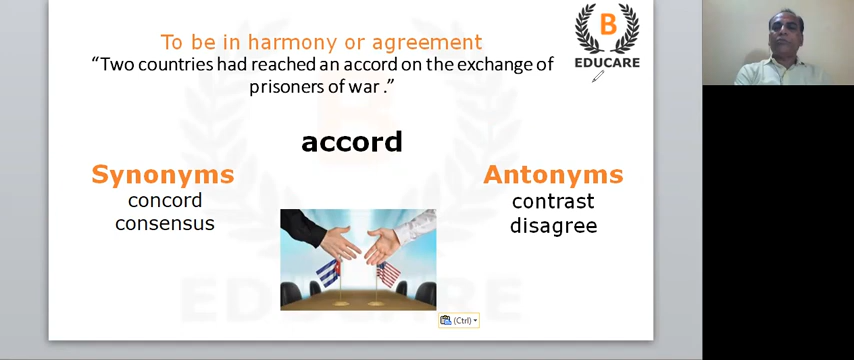 To be in harmony or agreement
“Two countries had reached an accord on the exchange of
prisoners of war .”
B
EDUCARE
accord
Synonyms
concord
consensus
Antonyms
contrast
disagree
B
EDUCARE
(Ctrl)